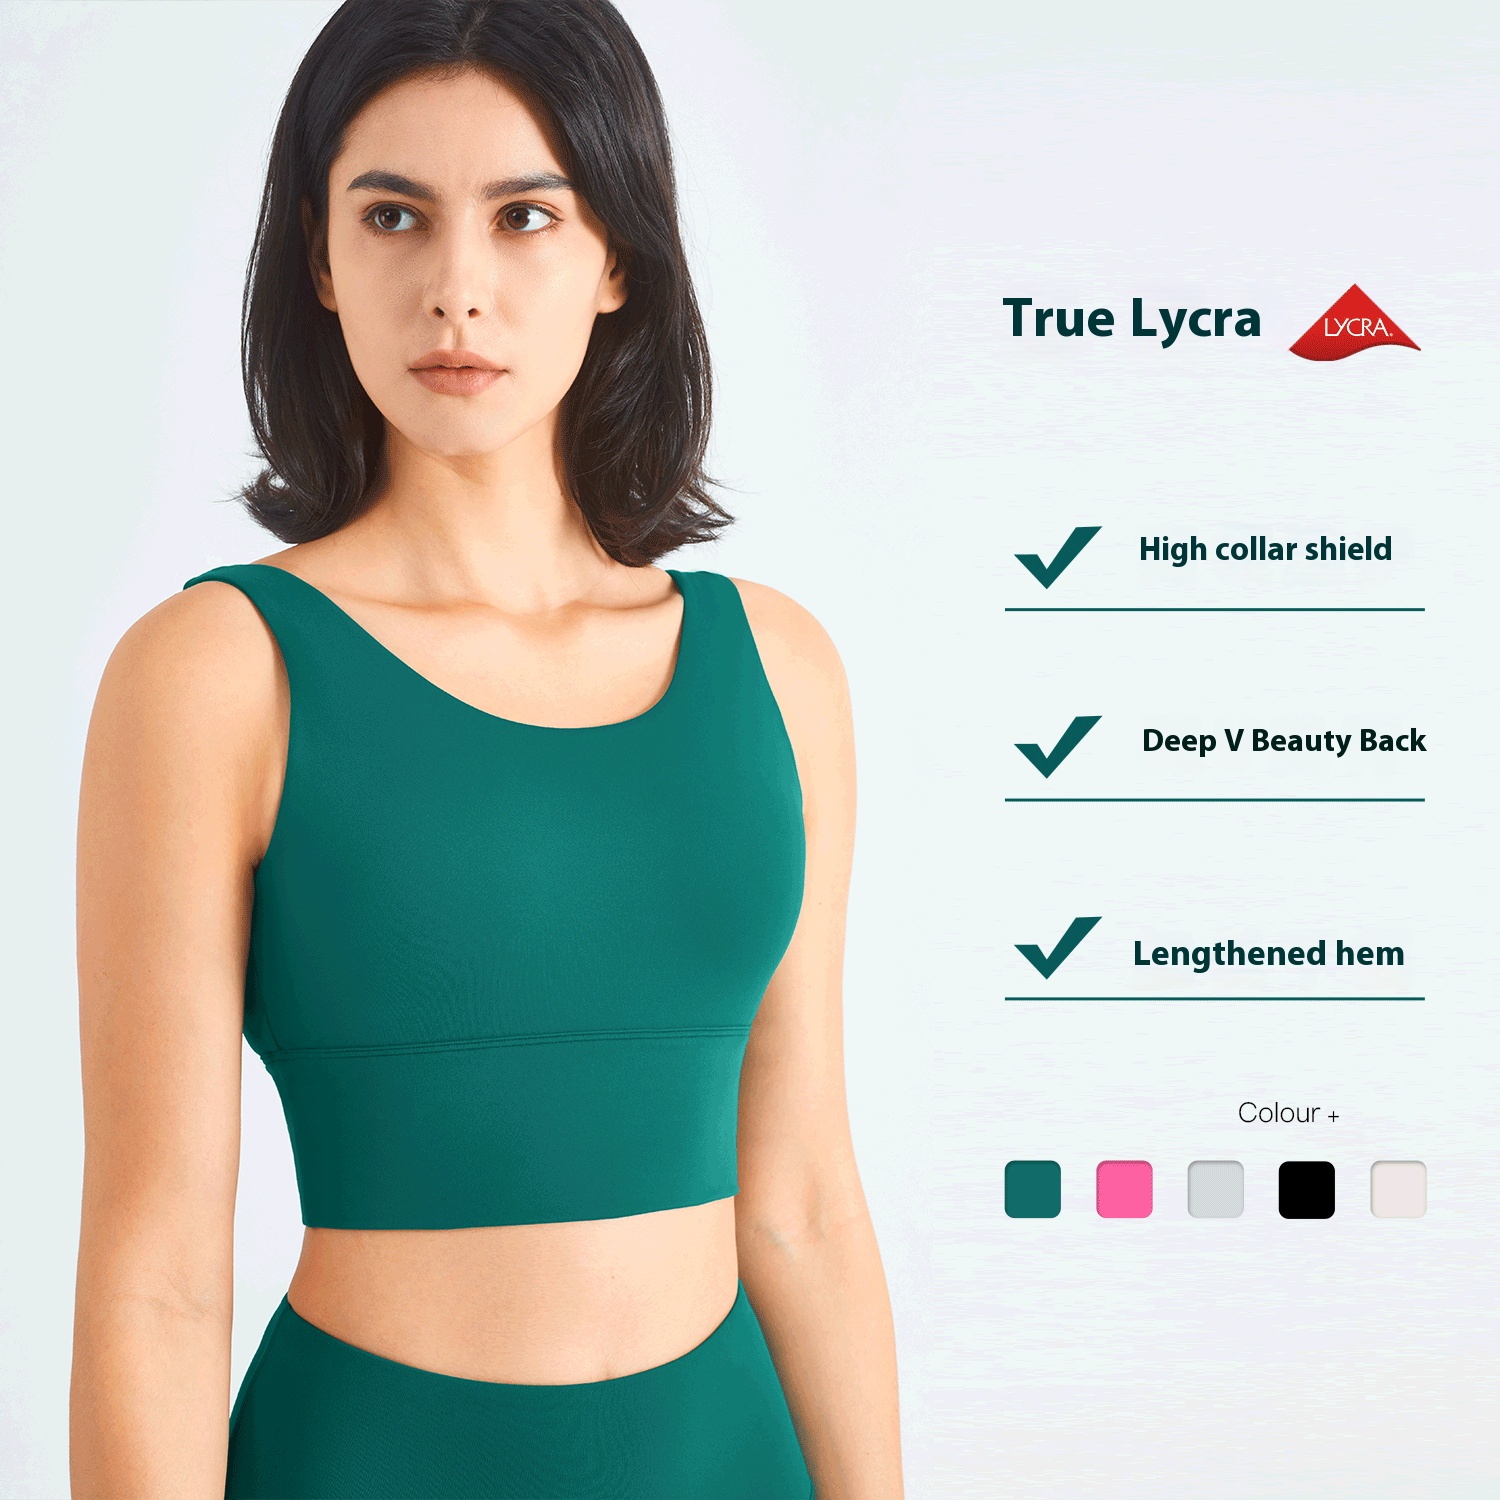 True Lycra
LYCRA.
High collar shield
Deep V Beauty Back
Lengthened hem
Colour +